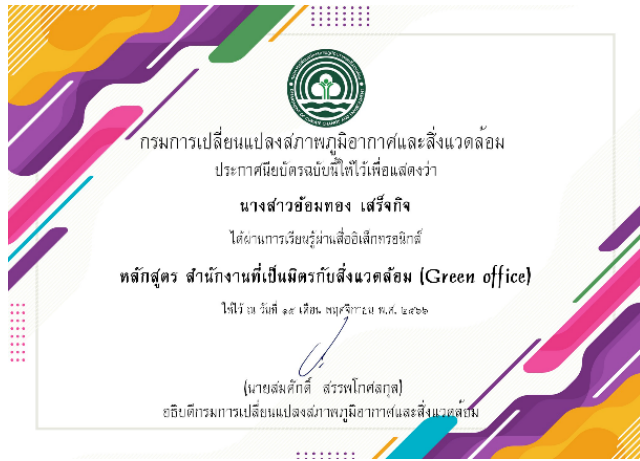 กรมการเปลี่ยนแปลงสภาพภูมิอากาศและสิ่งแวดล้อม
ประกาศนียบัตรฉบับนี้ให้ไว้เพื่อแสดงว่า
นางสาวอ้อมทอง เสร็จกิจ
ได้ผ่านการเรียนรู้ผ่านสื่ออิเล็กทรอนิกส์
หลักสูตร สำนักงานที่เป็นมิตรกับสิ่งแวดล้อม (Green office)
ให้ไว้ ณ วันที่ ๑๙ เดือน พฤศจิกายน พ.ศ. ๒๕๖๖
(นายสมศักดิ์ สรรพโกศลกุล)
อธิบดีกรมการเปลี่ยนแปลงสภาพภูมิอากาศและสิ่งแวดล้อม